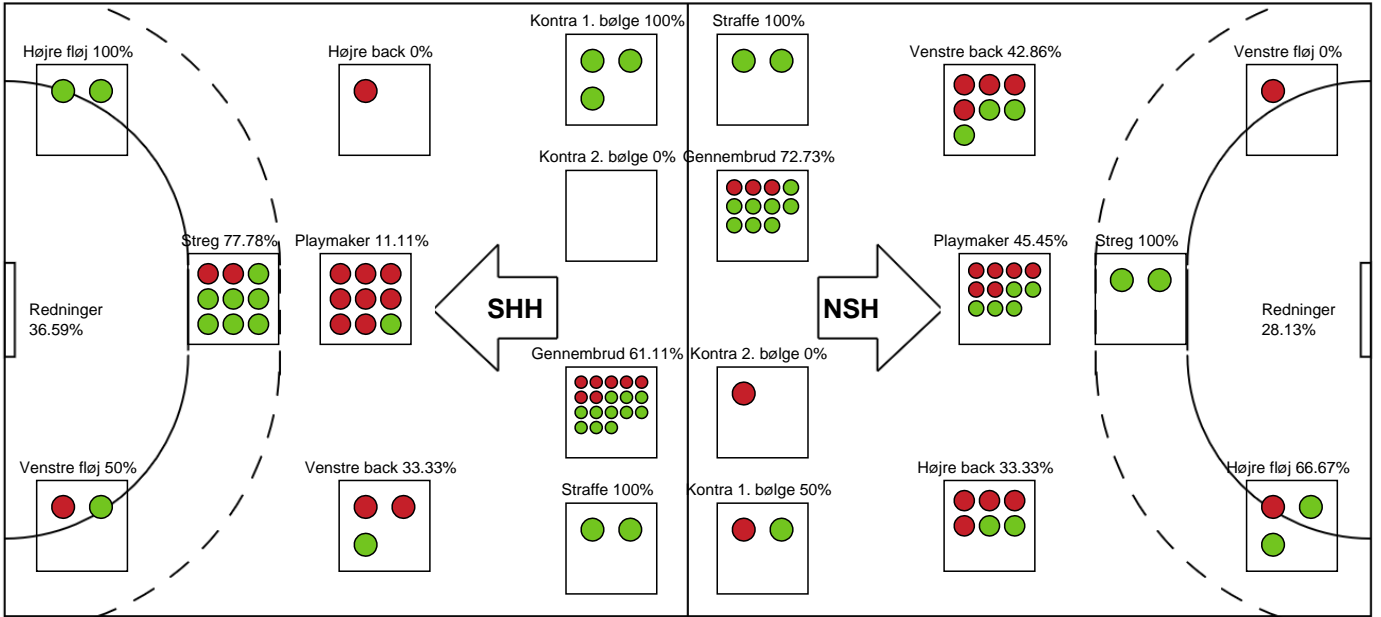 Kontra 1. bølge 100%
Straffe 100%
Højre fløj 100%
Højre back 0%
Venstre back 42.86%
Venstre fløj 0%
Kontra 2. bølge 0%
Gennembrud 72.73%
Streg 77.78%
Playmaker 11.11%
Playmaker 45.45%
Streg 100%
Redninger
36.59%
SHH
NSH
Redninger
28.13%
Gennembrud 61.11%
Kontra 2. bølge 0%
Venstre fløj 50%
Venstre back 33.33%
Højre back 33.33%
Højre fløj 66.67%
Straffe 100%
Kontra 1. bølge 50%